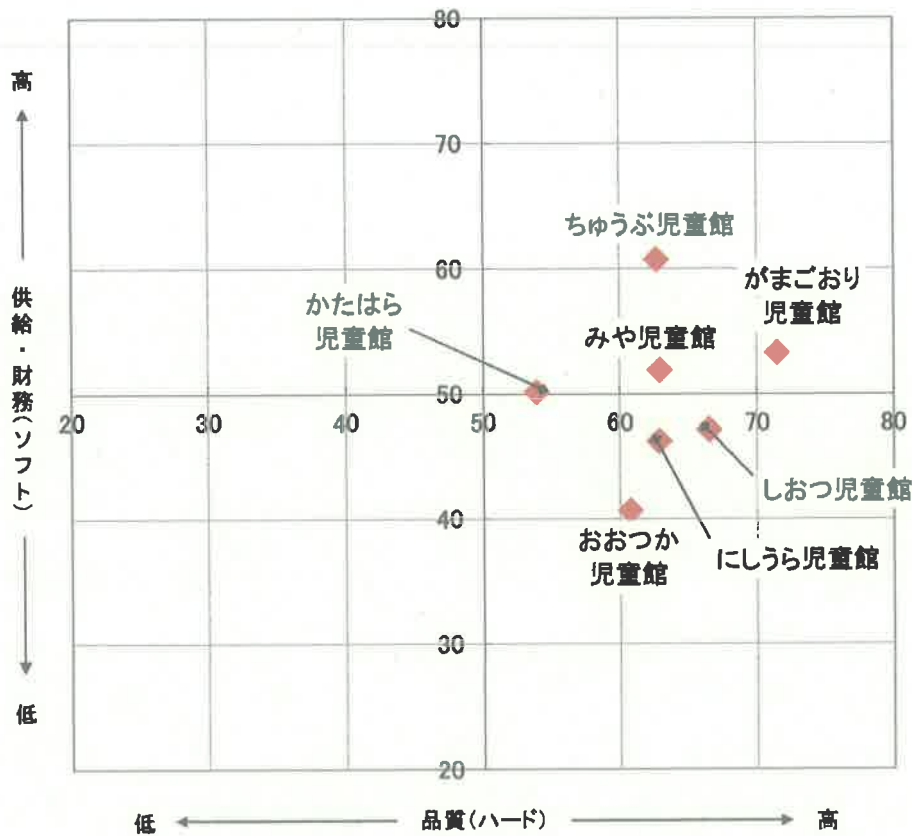 80
高
70
ちゅうぶ児童館
60
がまごおり
児童館
かたはら
児童館
みや児童館
供給・財務(ソフト)
50
20
30
40
50
60
70
80
しおつ児童館
40
おおつか
児童館
にしうら児童館
30
低
20
低
品質(ハード)
高